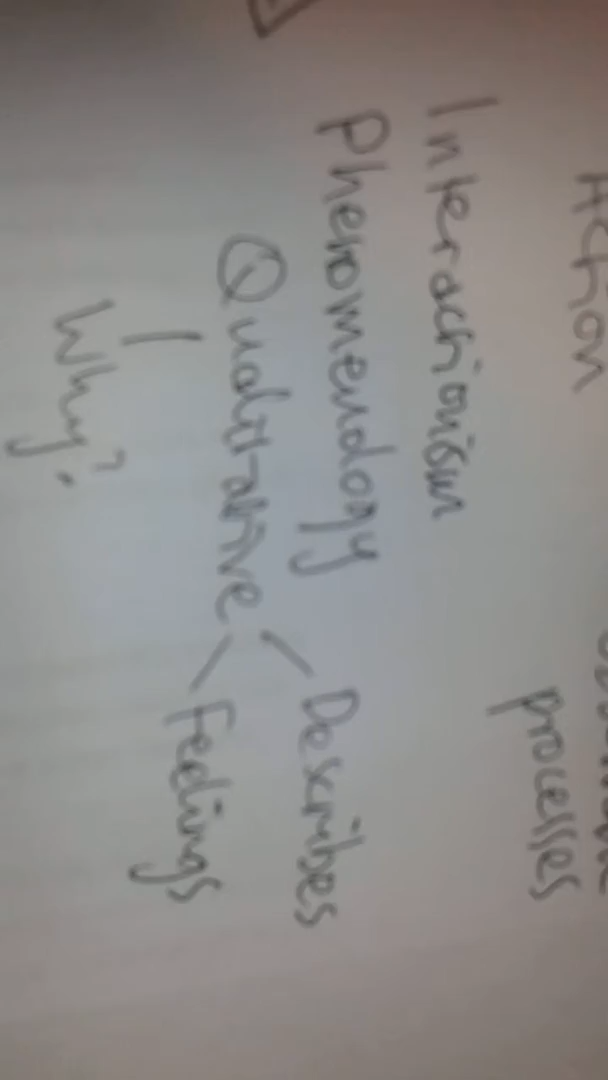 Action
processes
Interactionism
Phenomenology
Qualitative
Describes
Feelings
Why?